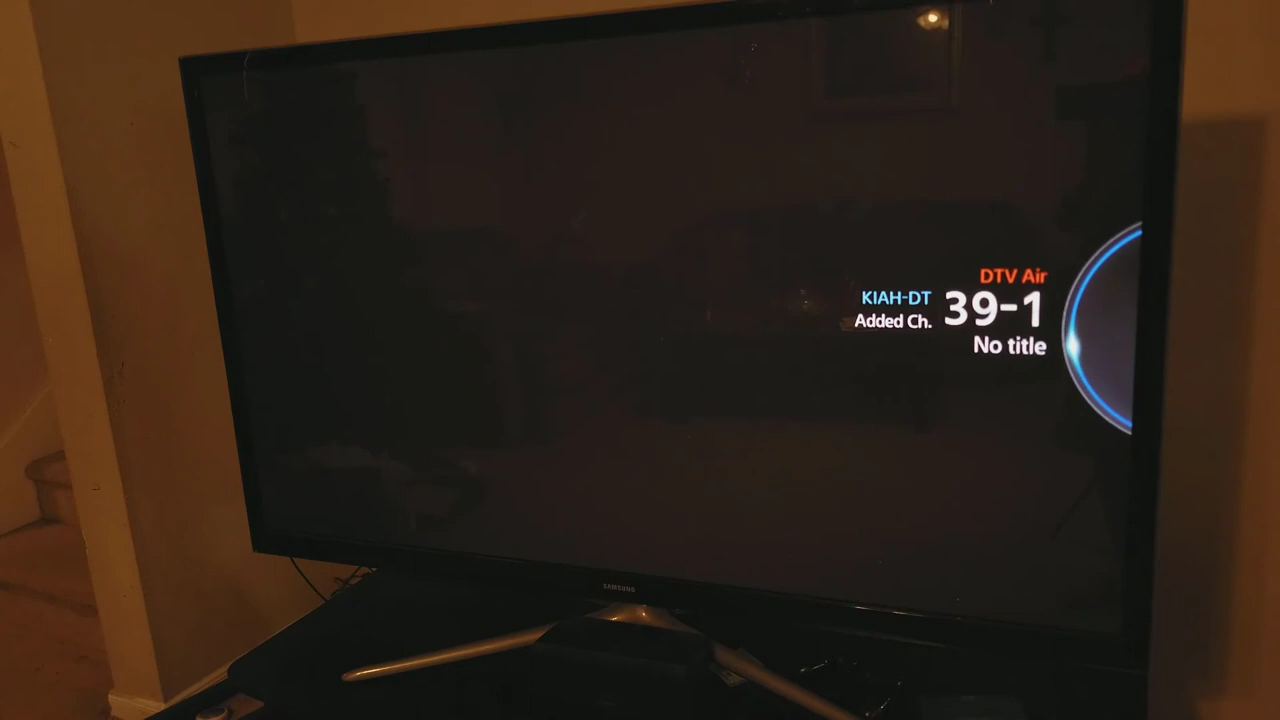 DTV Air
KIAH-DT 39-1
Added Ch.
No title
SAMSUNG